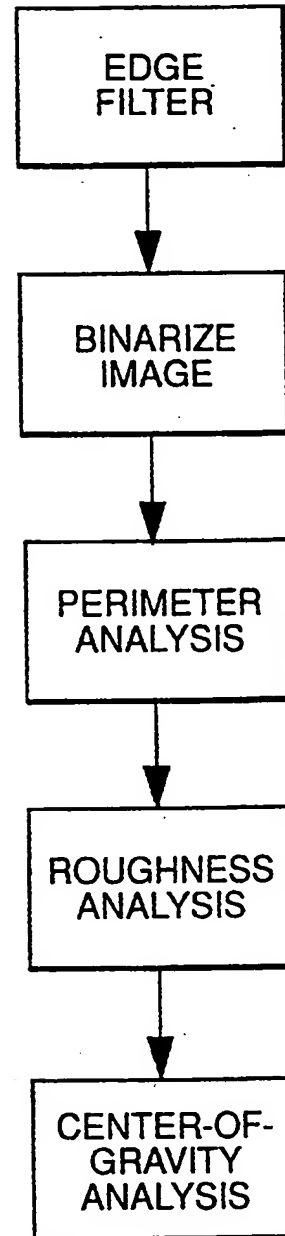 EDGE
FILTER
BINARIZE
IMAGE
PERIMETER
ANALYSIS
ROUGHNESS
ANALYSIS
CENTER-OF-
GRAVITY
ANALYSIS